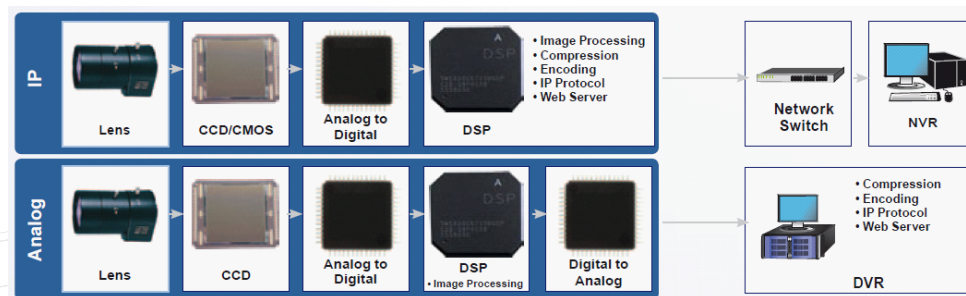 IP
Lens
CCD/CMOS
Analog to
Digital
A
DSP
DSP
• Image Processing
• Compression
• Encoding
• IP Protocol
• Web Server
Network
Switch
NVR
Analog
Lens
CCD
Analog to
Digital
A
DSP
DSP
• Image Processing
Digital to
Analog
• Compression
• Encoding
• IP Protocol
• Web Server
DVR